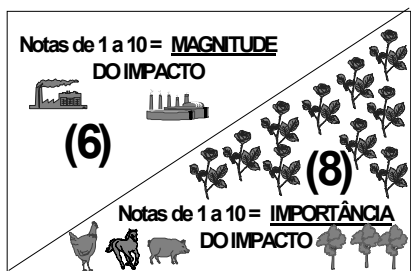 Notas de 1 a 10 = MAGNITUDE
DO IMPACTO
(6)
(8)
Notas de 1 a 10 = IMPORTÂNCIA
DO IMPACTO